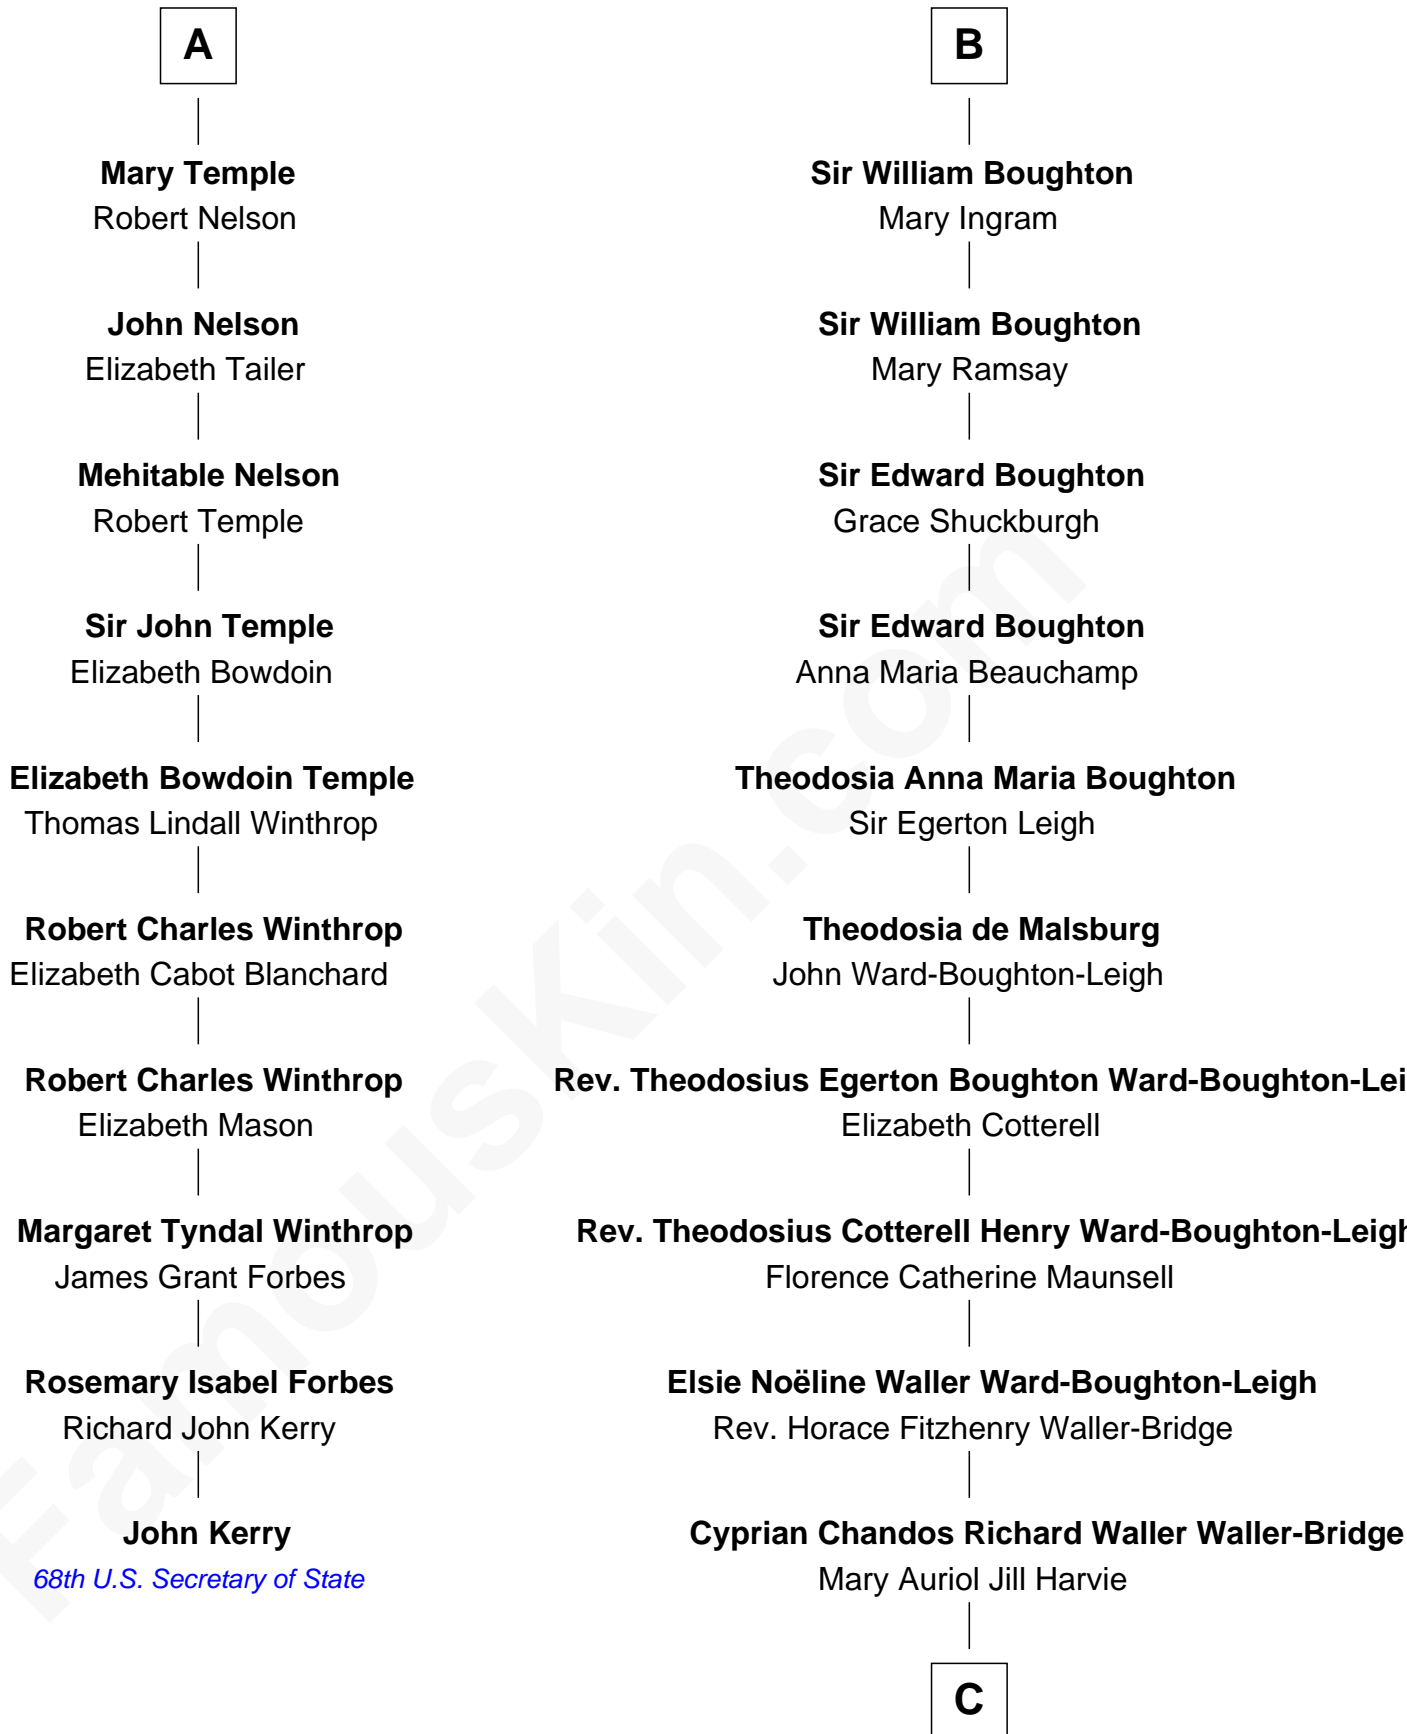 A
Mary Temple
Robert Nelson
John Nelson
Elizabeth Tailer
Mehitable Nelson
Robert Temple
Sir John Temple
Elizabeth Bowdoin
Elizabeth Bowdoin Temple
Thomas Lindall Winthrop
Robert Charles Winthrop
Elizabeth Cabot Blanchard
Robert Charles Winthrop
Elizabeth Mason
Margaret Tyndal Winthrop
James Grant Forbes
Rosemary Isabel Forbes
Richard John Kerry
John Kerry
68th U.S. Secretary of State
B
Sir William Boughton
Mary Ingram
Sir William Boughton
Mary Ramsay
Sir Edward Boughton
Grace Shuckburgh
Sir Edward Boughton
Anna Maria Beauchamp
Theodosia Anna Maria Boughton
Sir Egerton Leigh
Theodosia de Malsburg
John Ward-Boughton-Leigh
Rev. Theodosius Egerton Boughton Ward-Boughton-Lei
Elizabeth Cotterell
Rev. Theodosius Cotterell Henry Ward-Boughton-Leigh
Florence Catherine Maunsell
Elsie Noëline Waller Ward-Boughton-Leigh
Rev. Horace Fitzhenry Waller-Bridge
Cyprian Chandos Richard Waller Waller-Bridge
Mary Auriol Jill Harvie
C
FamousKin.com